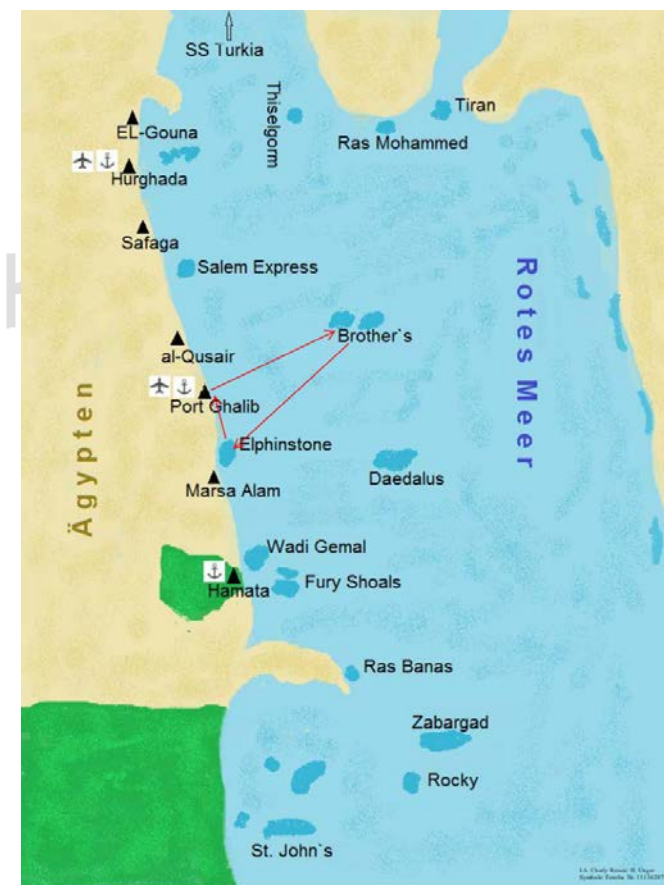 SS Turkia
Thiselgorm
Tiran
EL-Gouna
Ras Mohammed
Hurghada
Safaga
Salem Express
Rotes Meer
Brother`s
al-Qusair
Port Ghalib
Ägypten
Elphinstone
Daedalus
Marsa Alam
Wadi Gemal
Hamata
Fury Shoals
Ras Banas
Zabargad
Rocky
St. John`s